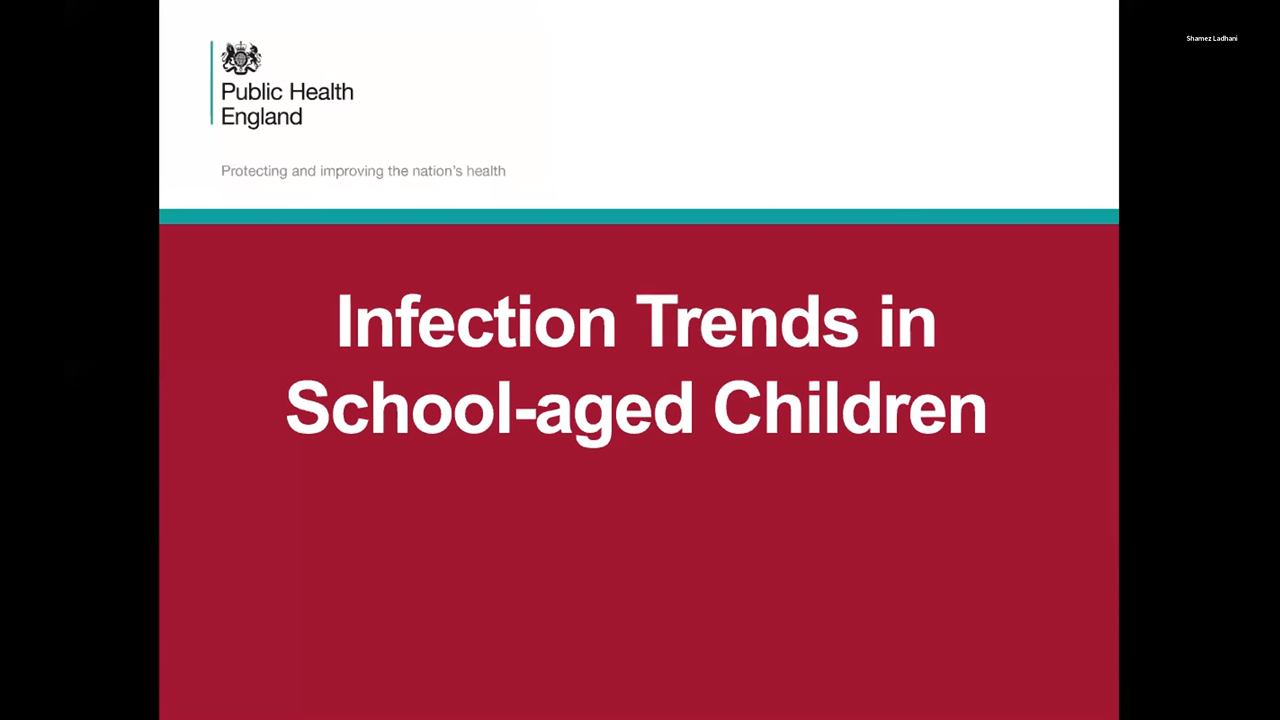 Shamez Ladhani
Public Health
England
Protecting and improving the nation's health
Infection Trends in
School-aged Children